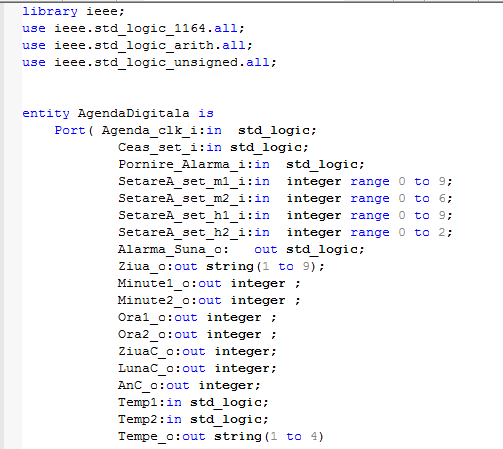 library ieee;
use ieee.std_logic_1164.all;
use ieee.std_logic_arith.all;
use ieee.std_logic_unsigned.all;
entity AgendaDigitala is
Port( Agenda_clk_i:in std_logic;
Ceas_set_i:in std_logic;
Pornire_Alarma_i:in std_logic;
SetareA_set_m1_i:in integer range 0 to 9;
SetareA_set_m2_i:in integer range 0 to 6;
SetareA_set_h1_i:in integer range 0 to 9;
SetareA_set_h2_i:in integer range 0 to 2;
Alarma_Suna_o: out std_logic;
Ziua_o:out string(1 to 9);
Minute1_o:out integer ;
Minute2_o:out integer ;
Ora1_o:out integer ;
Ora2_o:out integer ;
ZiuaC_o:out integer;
LunaC_o:out integer;
AnC_o:out integer;
Temp1:in std_logic;
Temp2:in std_logic;
Tempe_o:out string(1 to 4)